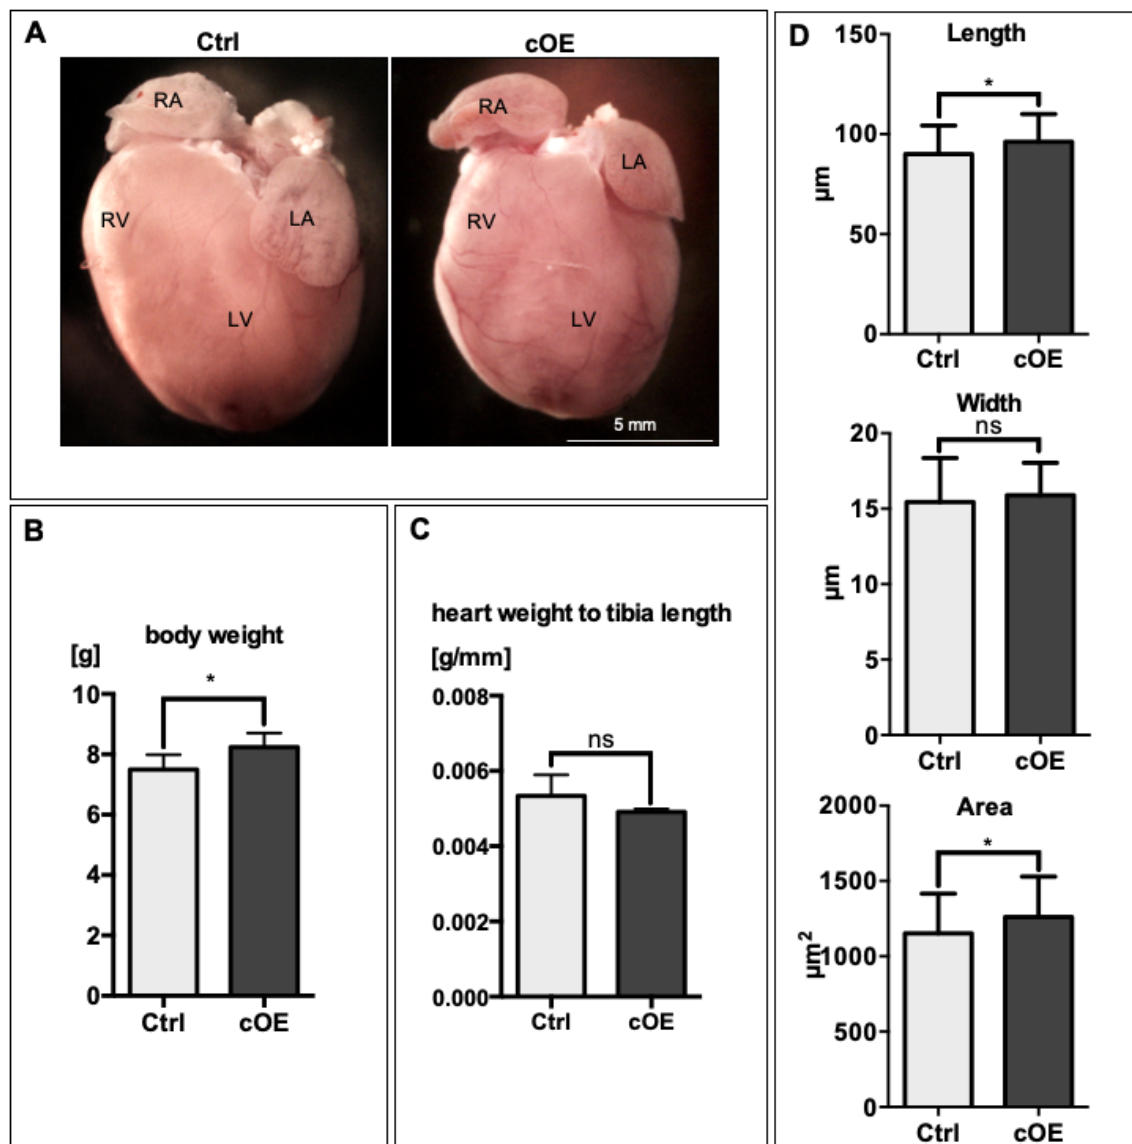 A
Ctrl
cOE
RA
RV
LA
LV
RA
LA
RV
LV
5 mm
B
body weight
[g]
*
10
8
6
4
2
0
Ctrl
cOE
C
heart weight to tibia length
[g/mm]
ns
0.008
0.006
0.004
0.002
0.000
Ctrl
cOE
D
Length
*
150
100
50
0
µm
Ctrl
cOE
Width
ns
20
15
10
5
0
µm
Ctrl
cOE
Area
*
2000
1500
1000
500
0
µm²
Ctrl
cOE